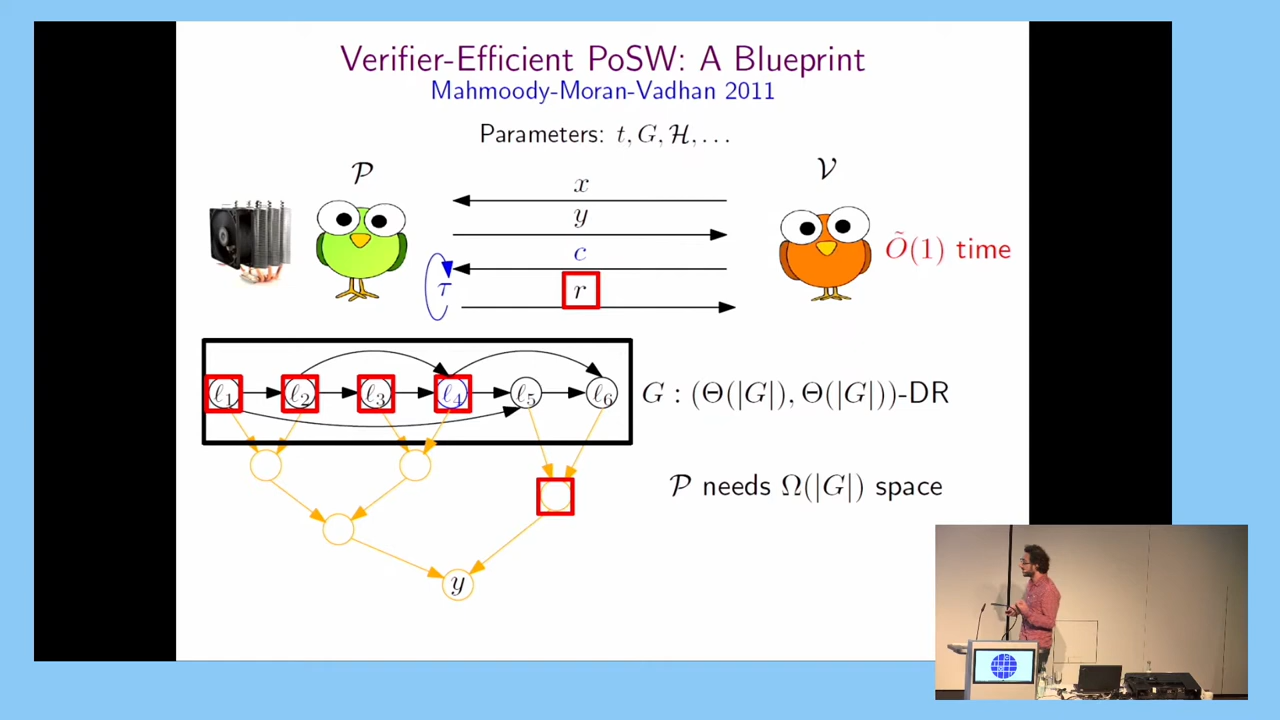 Verifier-Efficient PoSW: A Blueprint
Mahmoody-Moran-Vadhan 2011
Parameters: t, G, ℋ, …
𝒫
𝒱
x
y
c
τ
r
Õ(1) time
ℓ₁ ℓ₂ ℓ₃ ℓ₄ ℓ₅ ℓ₆
G : (Θ(|G|), Θ(|G|))-DR
𝒫 needs Ω(|G|) space
y